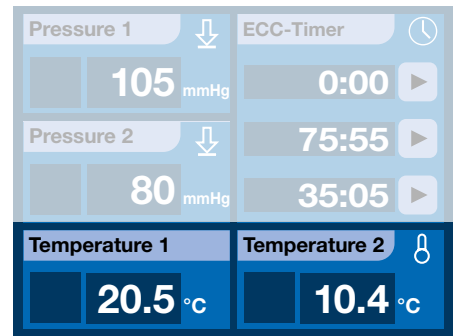 Pressure 1
105 mmHg
Pressure 2
80 mmHg
ECC-Timer
0:00
75:55
35:05
Temperature 1
20.5 °C
Temperature 2
10.4 °C